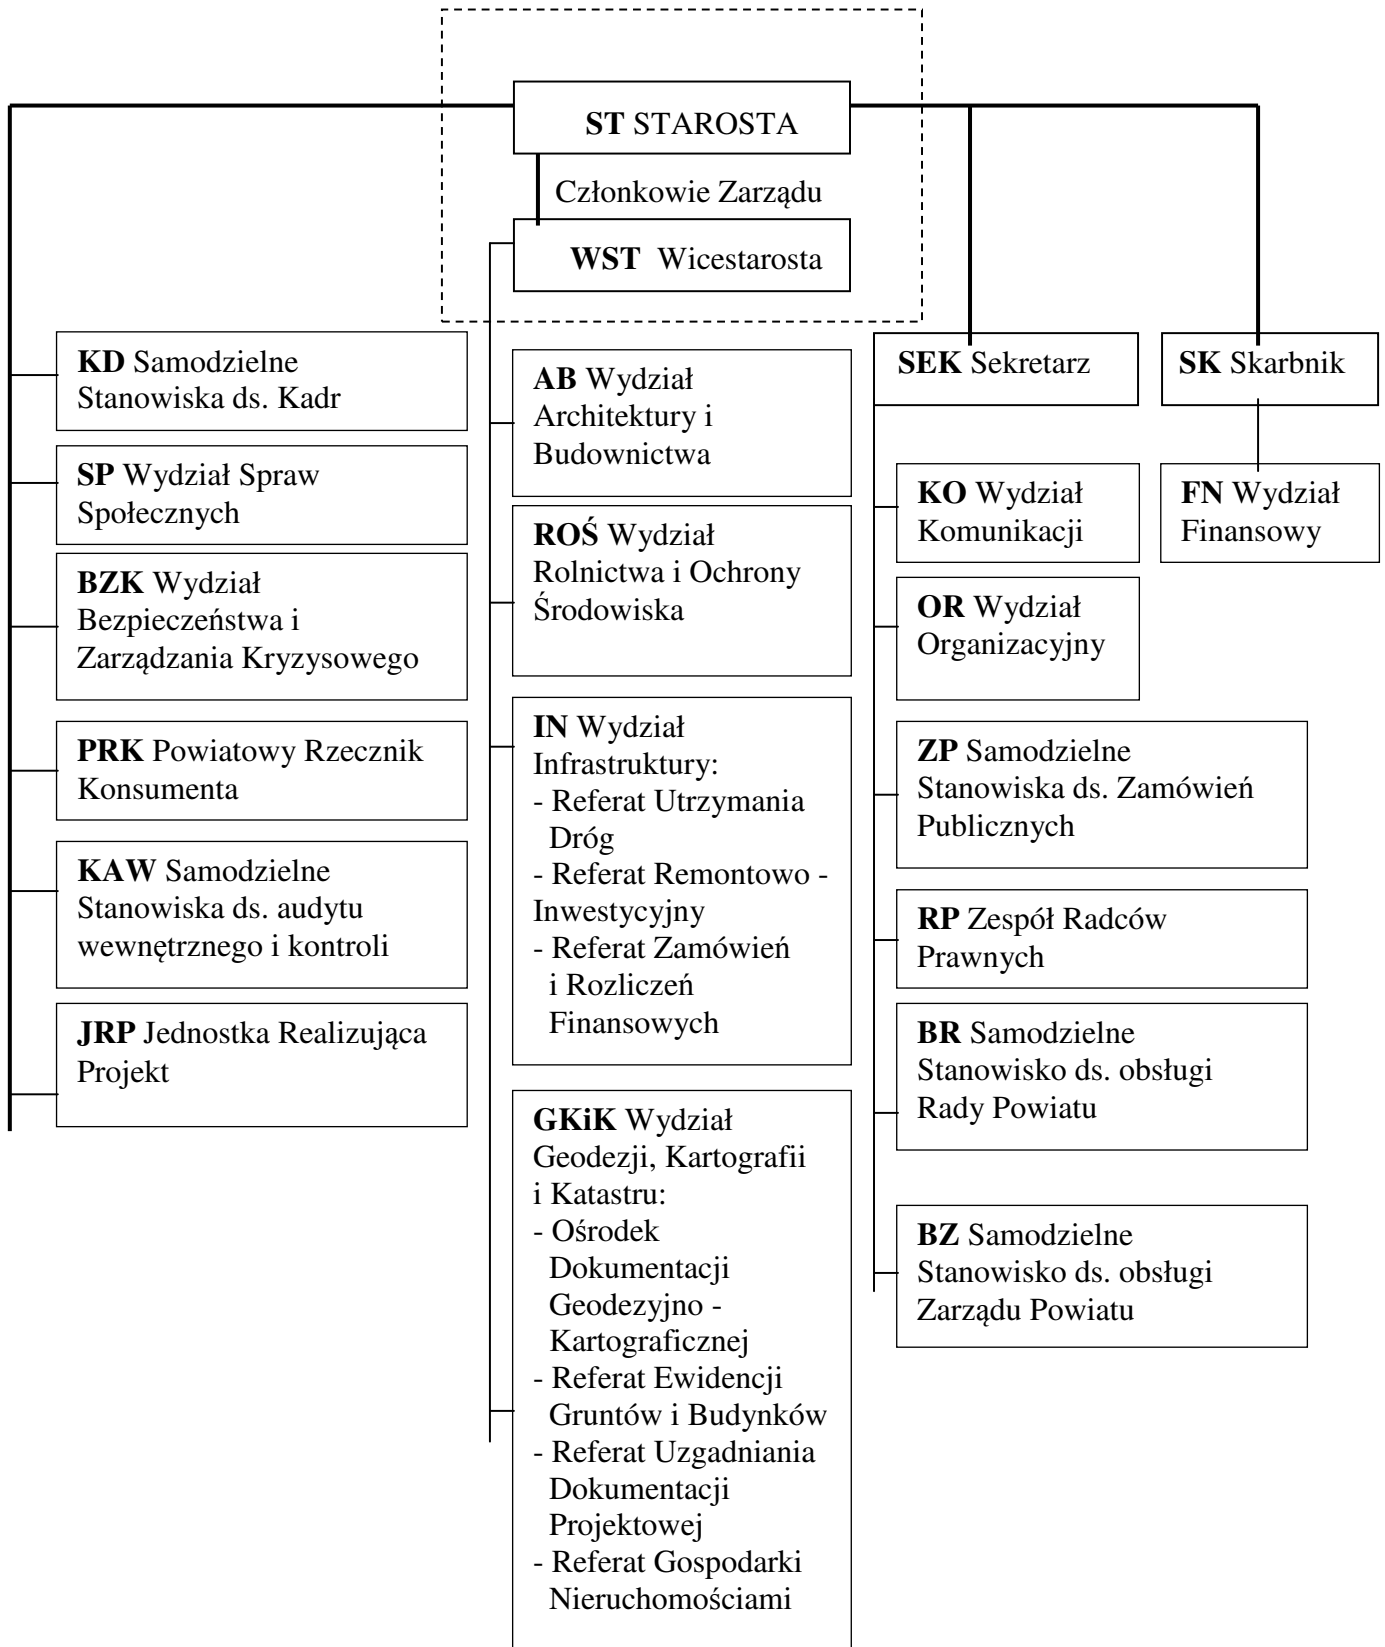 ST STAROSTA
Członkowie Zarządu
WST Wicestarosta
KD Samodzielne
Stanowiska ds. Kadr
SP Wydział Spraw
Społecznych
BZK Wydział
Bezpieczeństwa i
Zarządzania Kryzysowego
PRK Powiatowy Rzecznik
Konsumenta
KAW Samodzielne
Stanowiska ds. audytu
wewnętrznego i kontroli
JRP Jednostka Realizująca
Projekt
AB Wydział
Architektury i
Budownictwa
ROŚ Wydział
Rolnictwa i Ochrony
Środowiska
IN Wydział
Infrastruktury:
- Referat Utrzymania
Dróg
- Referat Remontowo -
Inwestycyjny
- Referat Zamówień
i Rozliczeń
Finansowych
GKiK Wydział
Geodezji, Kartografii
i Katastru:
- Ośrodek
Dokumentacji
Geodezyjno -
Kartograficznej
- Referat Ewidencji
Gruntów i Budynków
- Referat Uzgadniania
Dokumentacji
Projektowej
- Referat Gospodarki
Nieruchomościami
SEK Sekretarz
KO Wydział
Komunikacji
OR Wydział
Organizacyjny
ZP Samodzielne
Stanowiska ds. Zamówień
Publicznych
RP Zespół Radców
Prawnych
BR Samodzielne
Stanowisko ds. obsługi
Rady Powiatu
BZ Samodzielne
Stanowisko ds. obsługi
Zarządu Powiatu
SK Skarbnik
FN Wydział
Finansowy